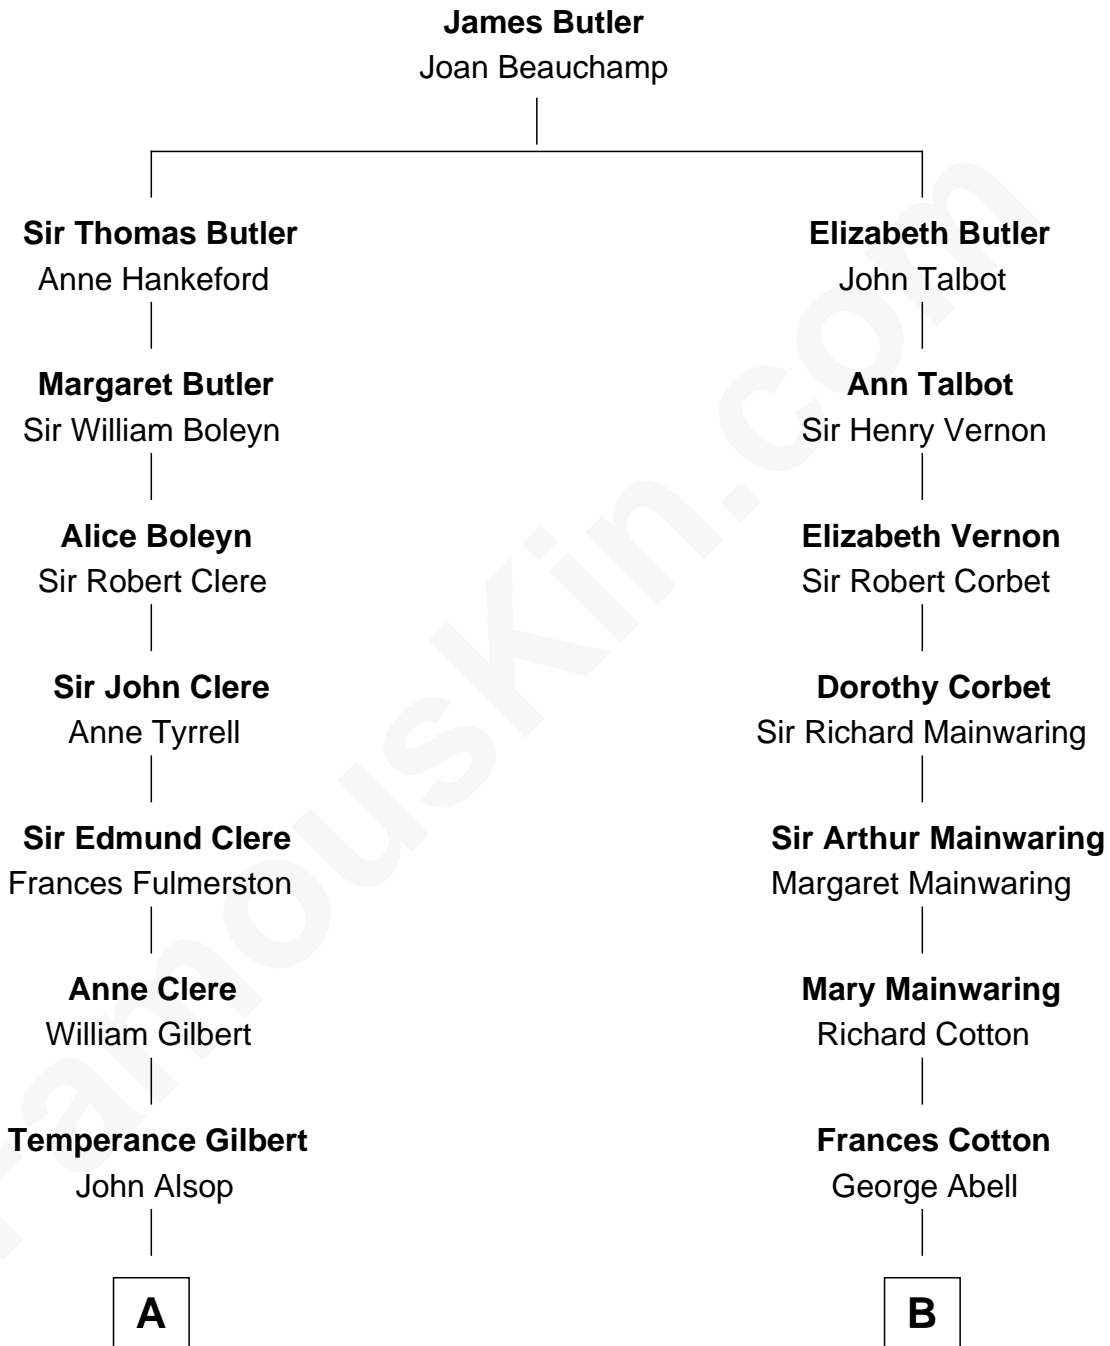 James Butler
Joan Beauchamp
Sir Thomas Butler
Anne Hankeford
Margaret Butler
Sir William Boleyn
Alice Boleyn
Sir Robert Clere
Sir John Clere
Anne Tyrrell
Sir Edmund Clere
Frances Fulmerston
Anne Clere
William Gilbert
Temperance Gilbert
John Alsop
A
Elizabeth Butler
John Talbot
Ann Talbot
Sir Henry Vernon
Elizabeth Vernon
Sir Robert Corbet
Dorothy Corbet
Sir Richard Mainwaring
Sir Arthur Mainwaring
Margaret Mainwaring
Mary Mainwaring
Richard Cotton
Frances Cotton
George Abell
B
FamousKin.com